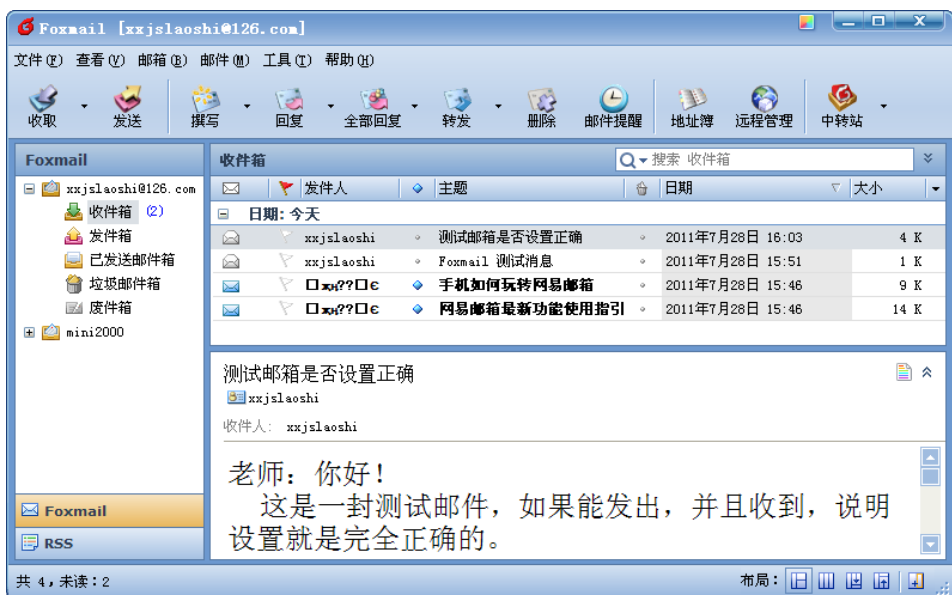 Foxmail [xxjslaoshi@126.com]
文件(F) 查看(V) 邮箱(B) 邮件(M) 工具(T) 帮助(H)
收取 发送 撰写 回复 全部回复 转发 删除 邮件提醒 地址簿 远程管理 中转站
Foxmail
xxjslaoshi@126.com
收件箱 (2)
发件箱
已发送邮件箱
垃圾邮件箱
废件箱
mini2000
Foxmail
RSS
收件箱 搜索 收件箱
发件人 主题 日期 大小
日期: 今天
xxjslaoshi 测试邮箱是否设置正确 2011年7月28日 16:03 4 K
xxjslaoshi Foxmail 测试消息 2011年7月28日 15:51 1 K
手机如何玩转网易邮箱 2011年7月28日 15:46 9 K
网易邮箱最新功能使用指引 2011年7月28日 15:46 14 K
测试邮箱是否设置正确
xxjslaoshi
收件人: xxjslaoshi
老师：你好！
这是一封测试邮件，如果能发出，并且收到，说明
设置就是完全正确的。
共 4,未读:2 布局: